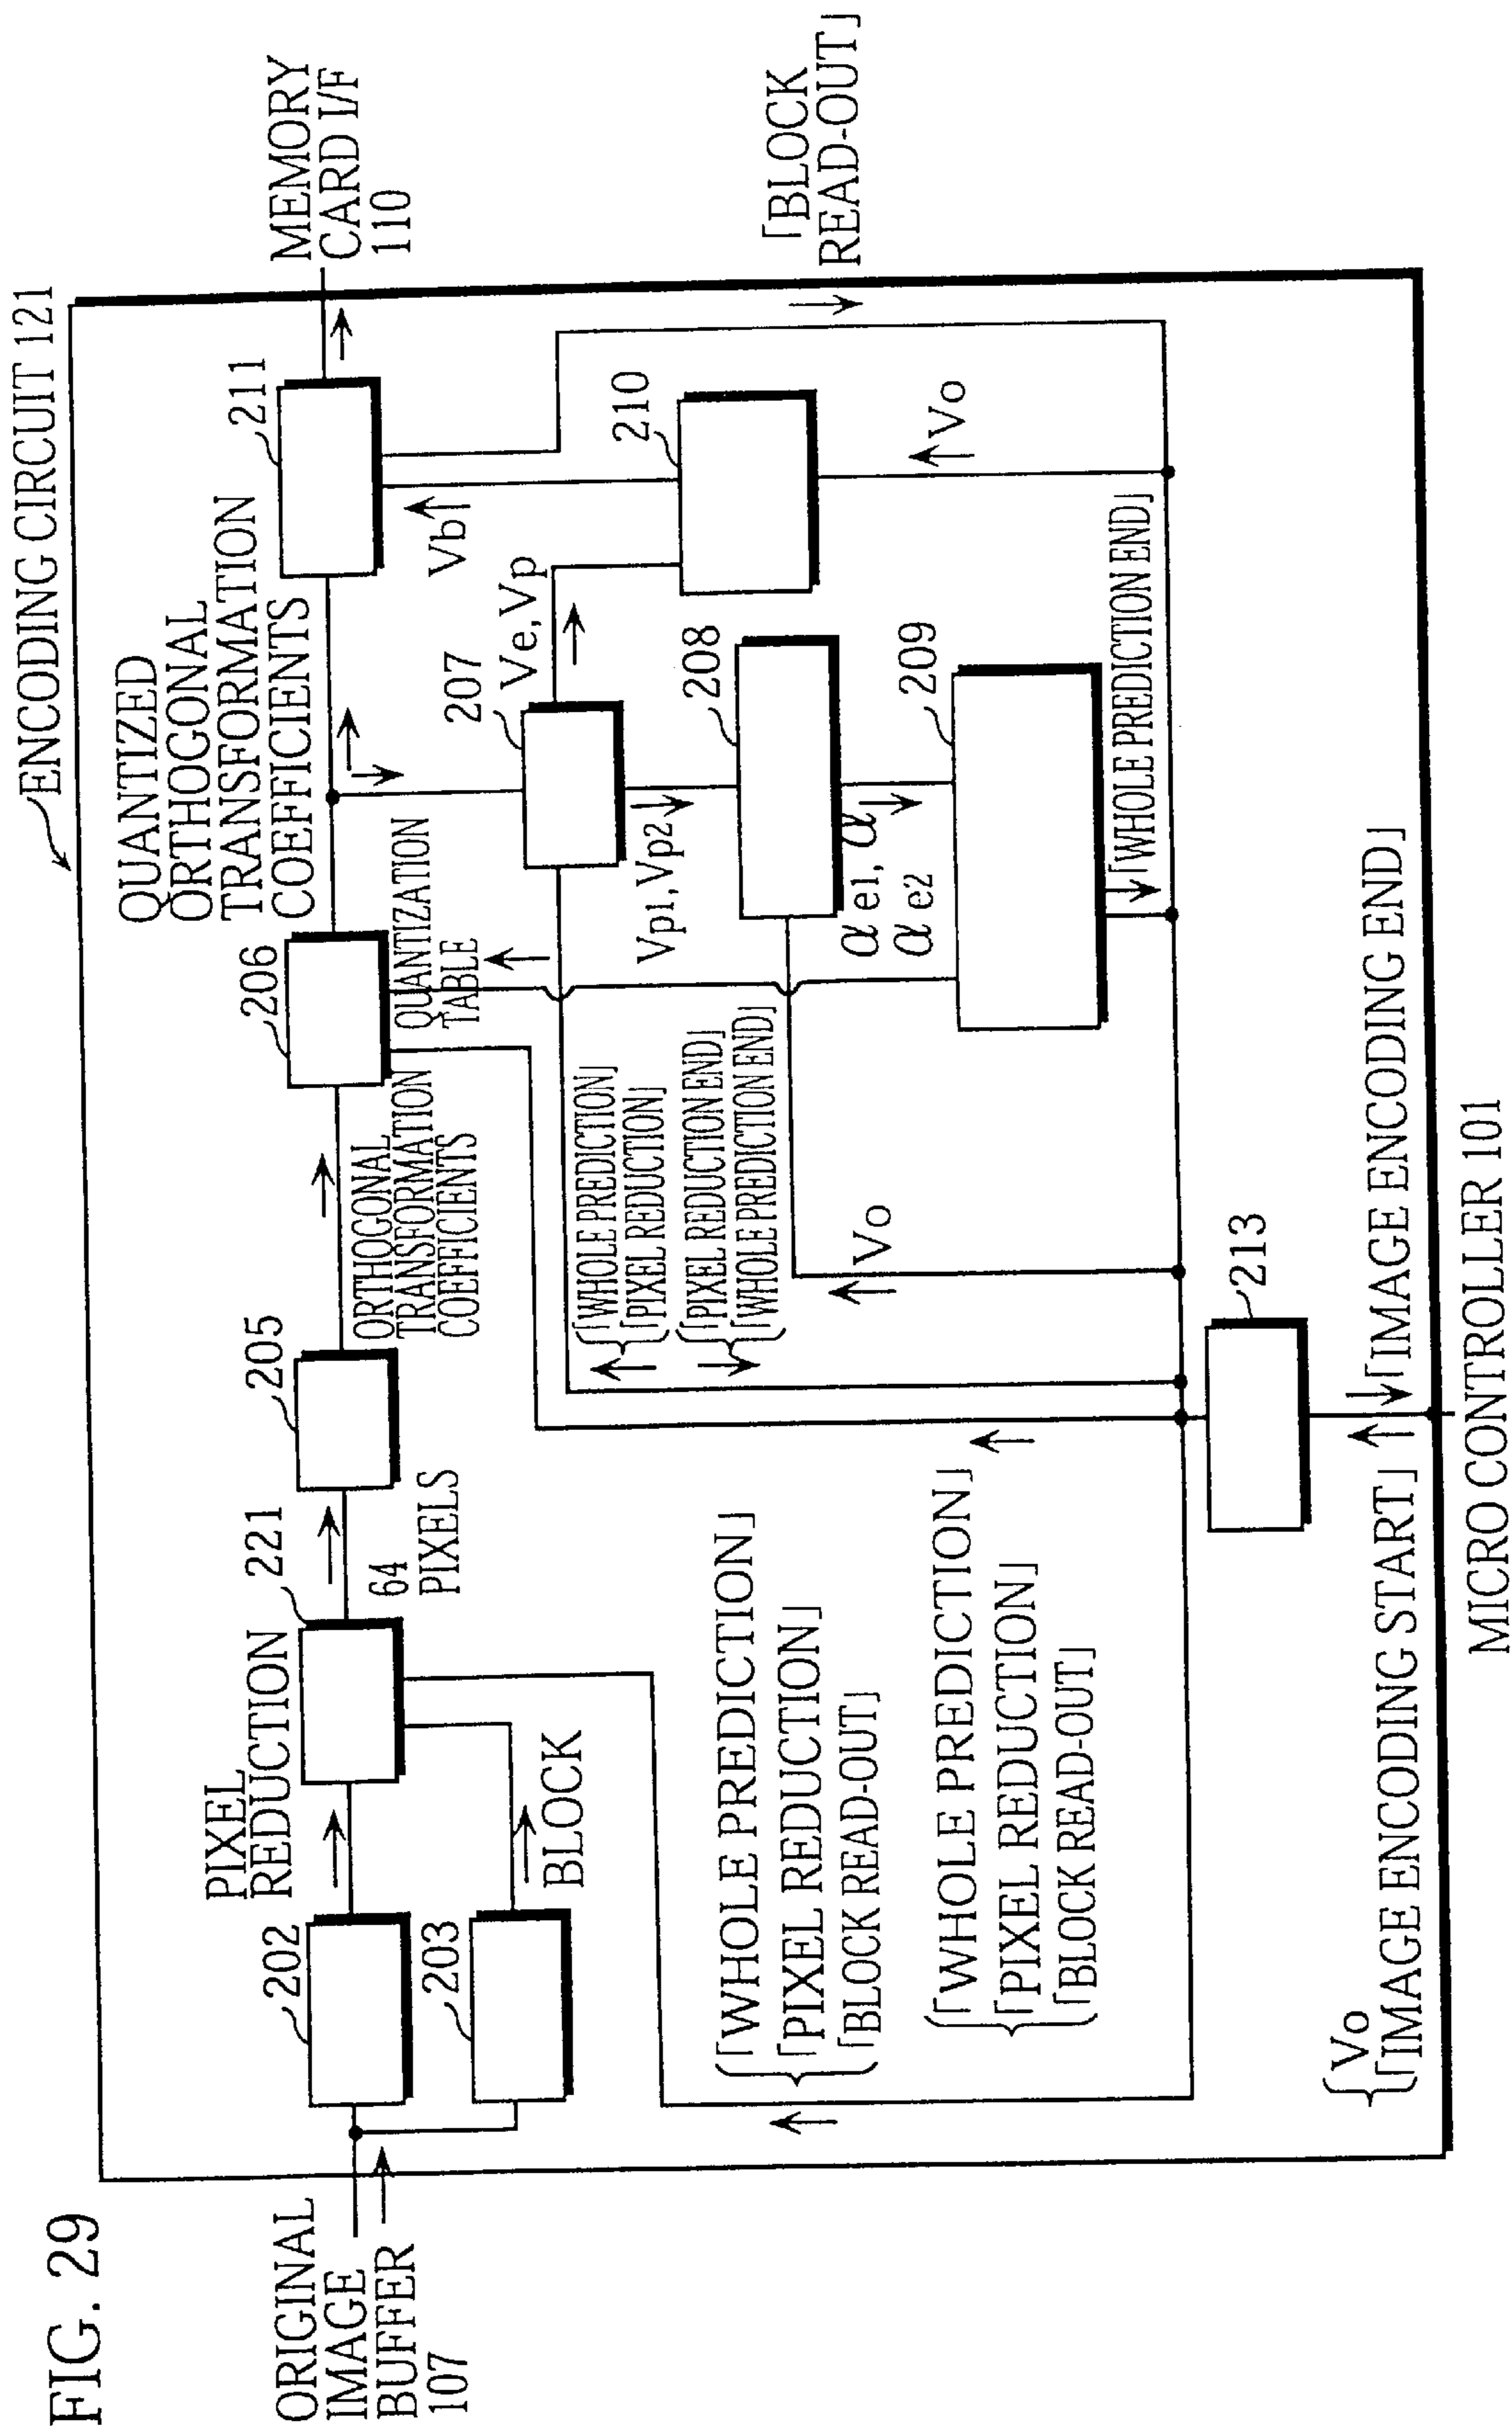 FIG. 29
ENCODING CIRCUIT 121
ORIGINAL
IMAGE
BUFFER
107
202
203
PIXEL
REDUCTION
BLOCK
221
64
PIXELS
205
ORTHOGONAL
TRANSFORMATION
COEFFICIENTS
206
QUANTIZATION
TABLE
QUANTIZED
ORTHOGONAL
TRANSFORMATION
COEFFICIENTS
207
Ve,Vp
Vp1,Vp2
208
αe1, α
αe2
209
「WHOLE PREDICTION END」
210
Vo
Vb
211
MEMORY
CARD I/F
110
「BLOCK
READ-OUT」
「WHOLE PREDICTION」
「PIXEL REDUCTION」
「PIXEL REDUCTION END」
「WHOLE PREDICTION END」
Vo
「WHOLE PREDICTION」
「PIXEL REDUCTION」
「BLOCK READ-OUT」
「WHOLE PREDICTION」
「PIXEL REDUCTION」
「BLOCK READ-OUT」
213
Vo
「IMAGE ENCODING START」
「IMAGE ENCODING END」
MICRO CONTROLLER 101